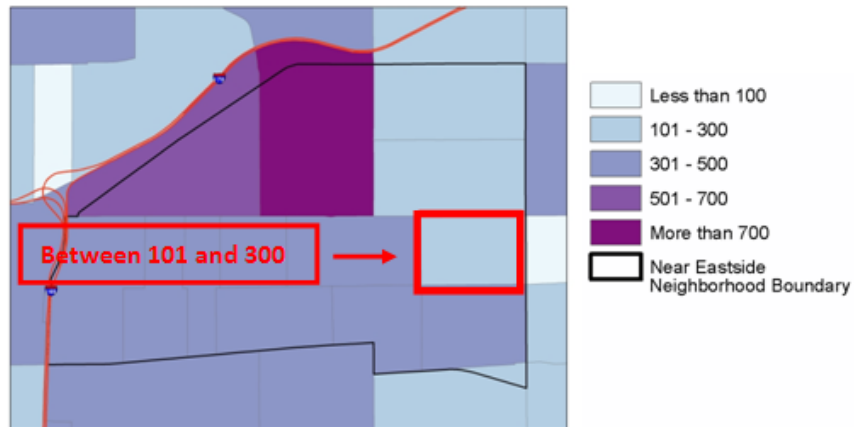 Between 101 and 300
Less than 100
101 - 300
301 - 500
501 - 700
More than 700
Near Eastside
Neighborhood Boundary